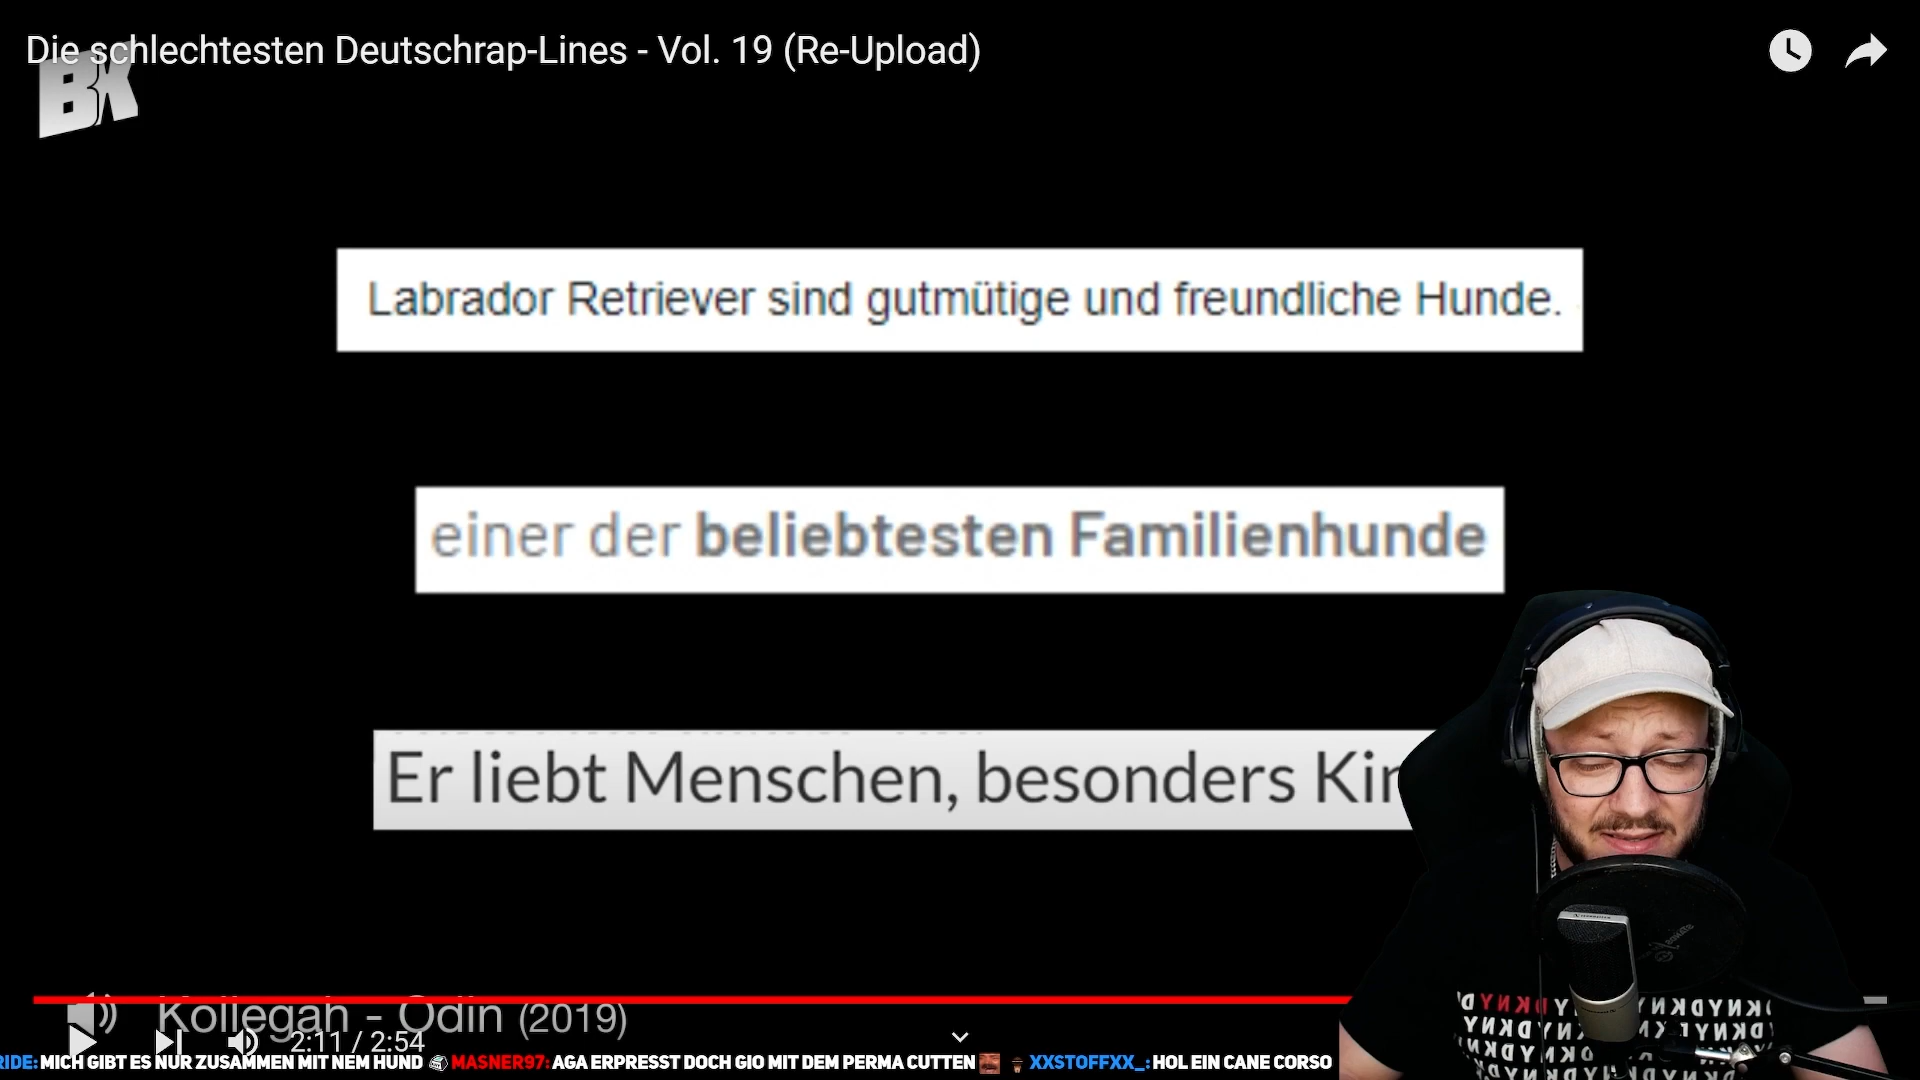 Die schlechtesten Deutschrap-Lines - Vol. 19 (Re-Upload)
BK
Labrador Retriever sind gutmütige und freundliche Hunde.
einer der beliebtesten Familienhunde
Er liebt Menschen, besonders
Kollegah - Odin (2019)
2:11 / 2:54
RIDE: MICH GIBT ES NUR ZUSAMMEN MIT NEM HUND MASNER97: AGA ERPRESST DOCH GIO MIT DEM PERMA CUTTEN XXSTOFFXX_: HOL EIN CANE CORSO